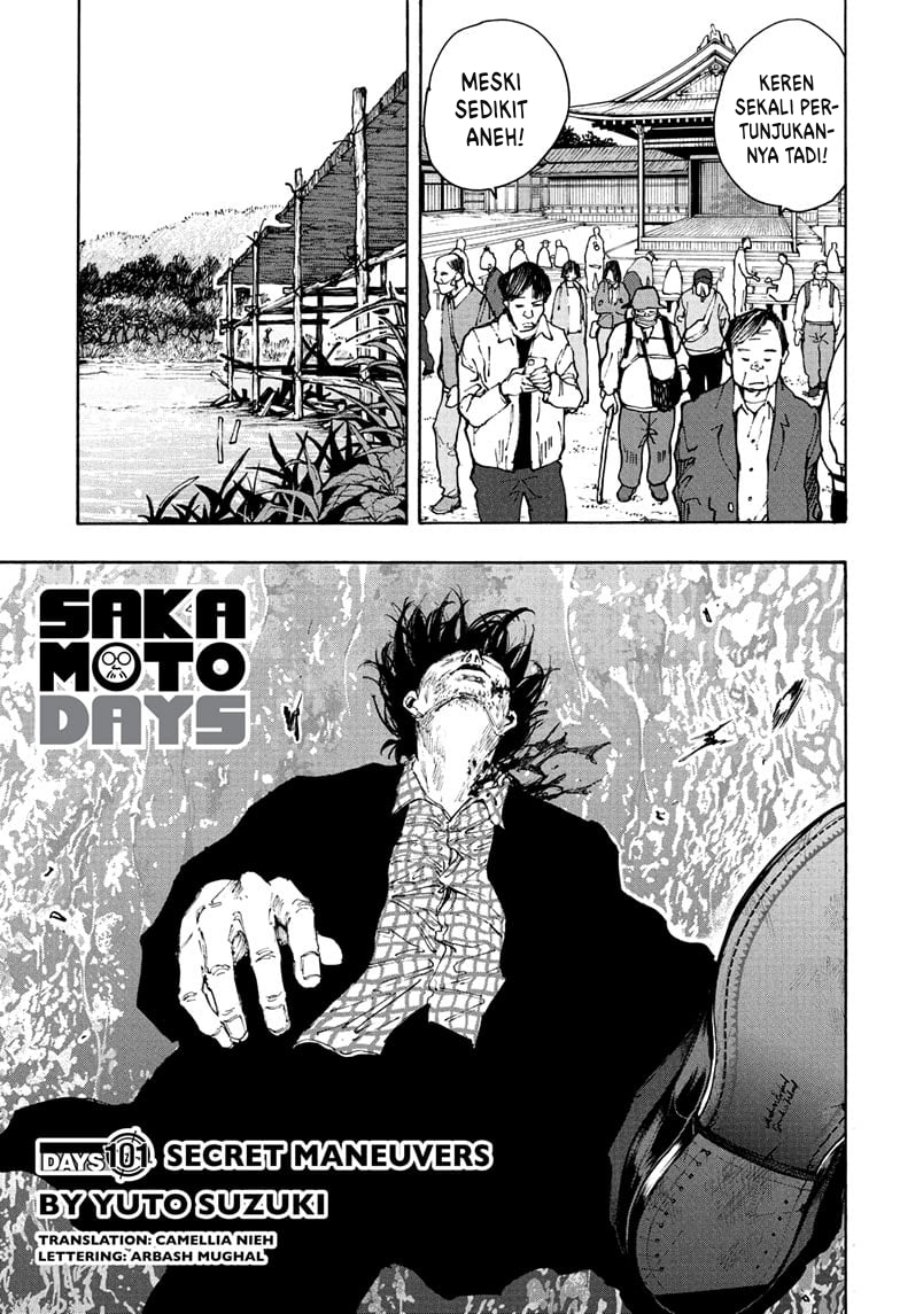 KEREN
SEKALI PER-
TUNJUKAN-
NYA TADI!
MESKI
SEDIKIT
ANEH!
SAKA
MOTO
DAYS
DAYS 101 SECRET MANEUVERS
BY YUTO SUZUKI
TRANSLATION: CAMELLIA NIEH
LETTERING: ARBASH MUGHAL